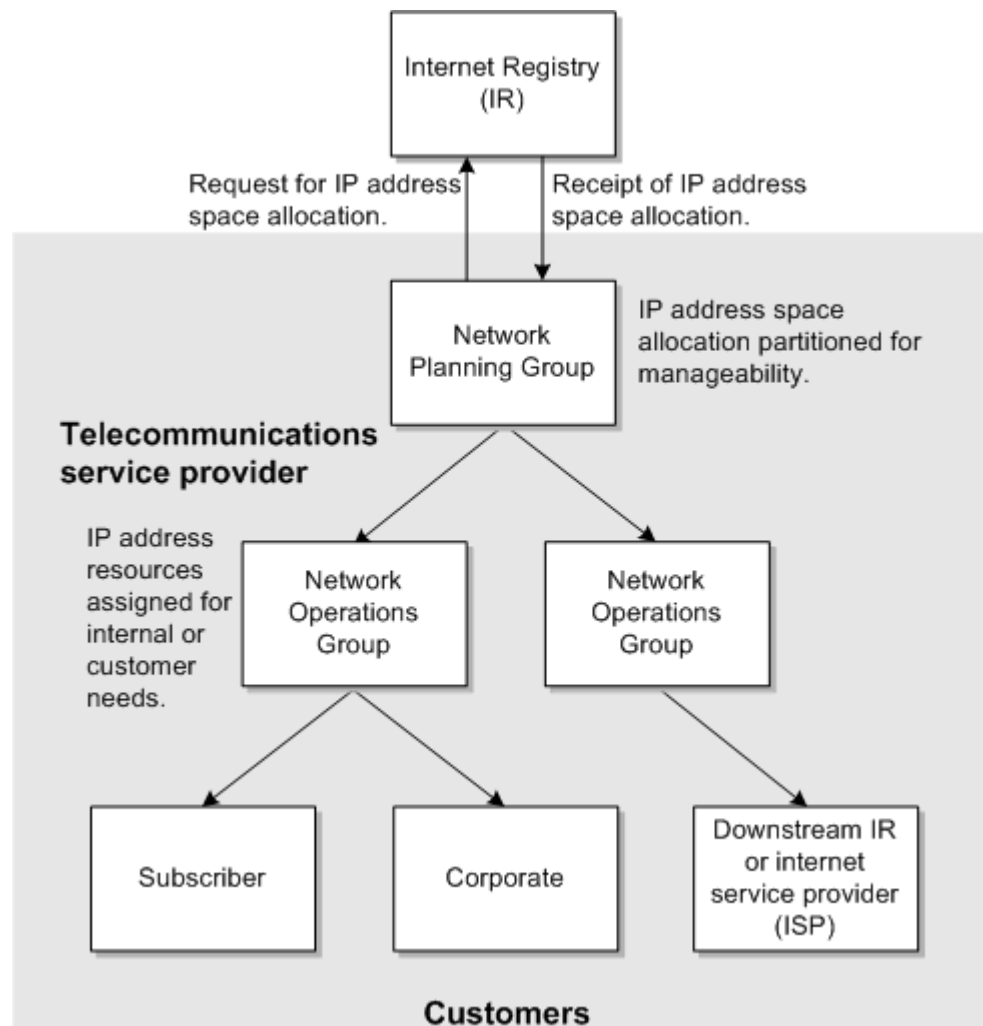 Internet Registry
(IR)
Request for IP address
space allocation.
Receipt of IP address
space allocation.
Network
Planning Group
IP address space
allocation partitioned for
manageability.
Telecommunications
service provider
IP address
resources
assigned for
internal or
customer
needs.
Network
Operations
Group
Network
Operations
Group
Subscriber
Corporate
Downstream IR
or internet
service provider
(ISP)
Customers